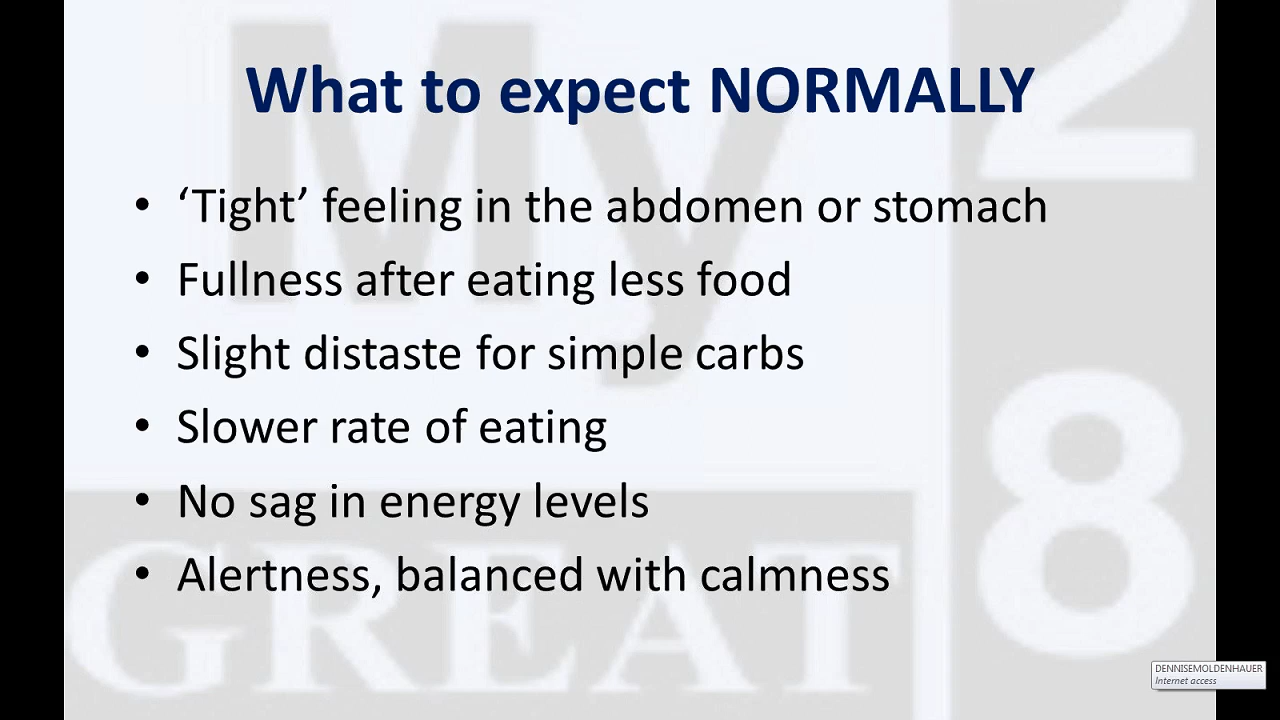 What to expect NORMALLY
• ‘Tight’ feeling in the abdomen or stomach
• Fullness after eating less food
• Slight distaste for simple carbs
• Slower rate of eating
• No sag in energy levels
• Alertness, balanced with calmness
My
2
8
GREAT
DENNISEMOLDENHAUER
Internet access